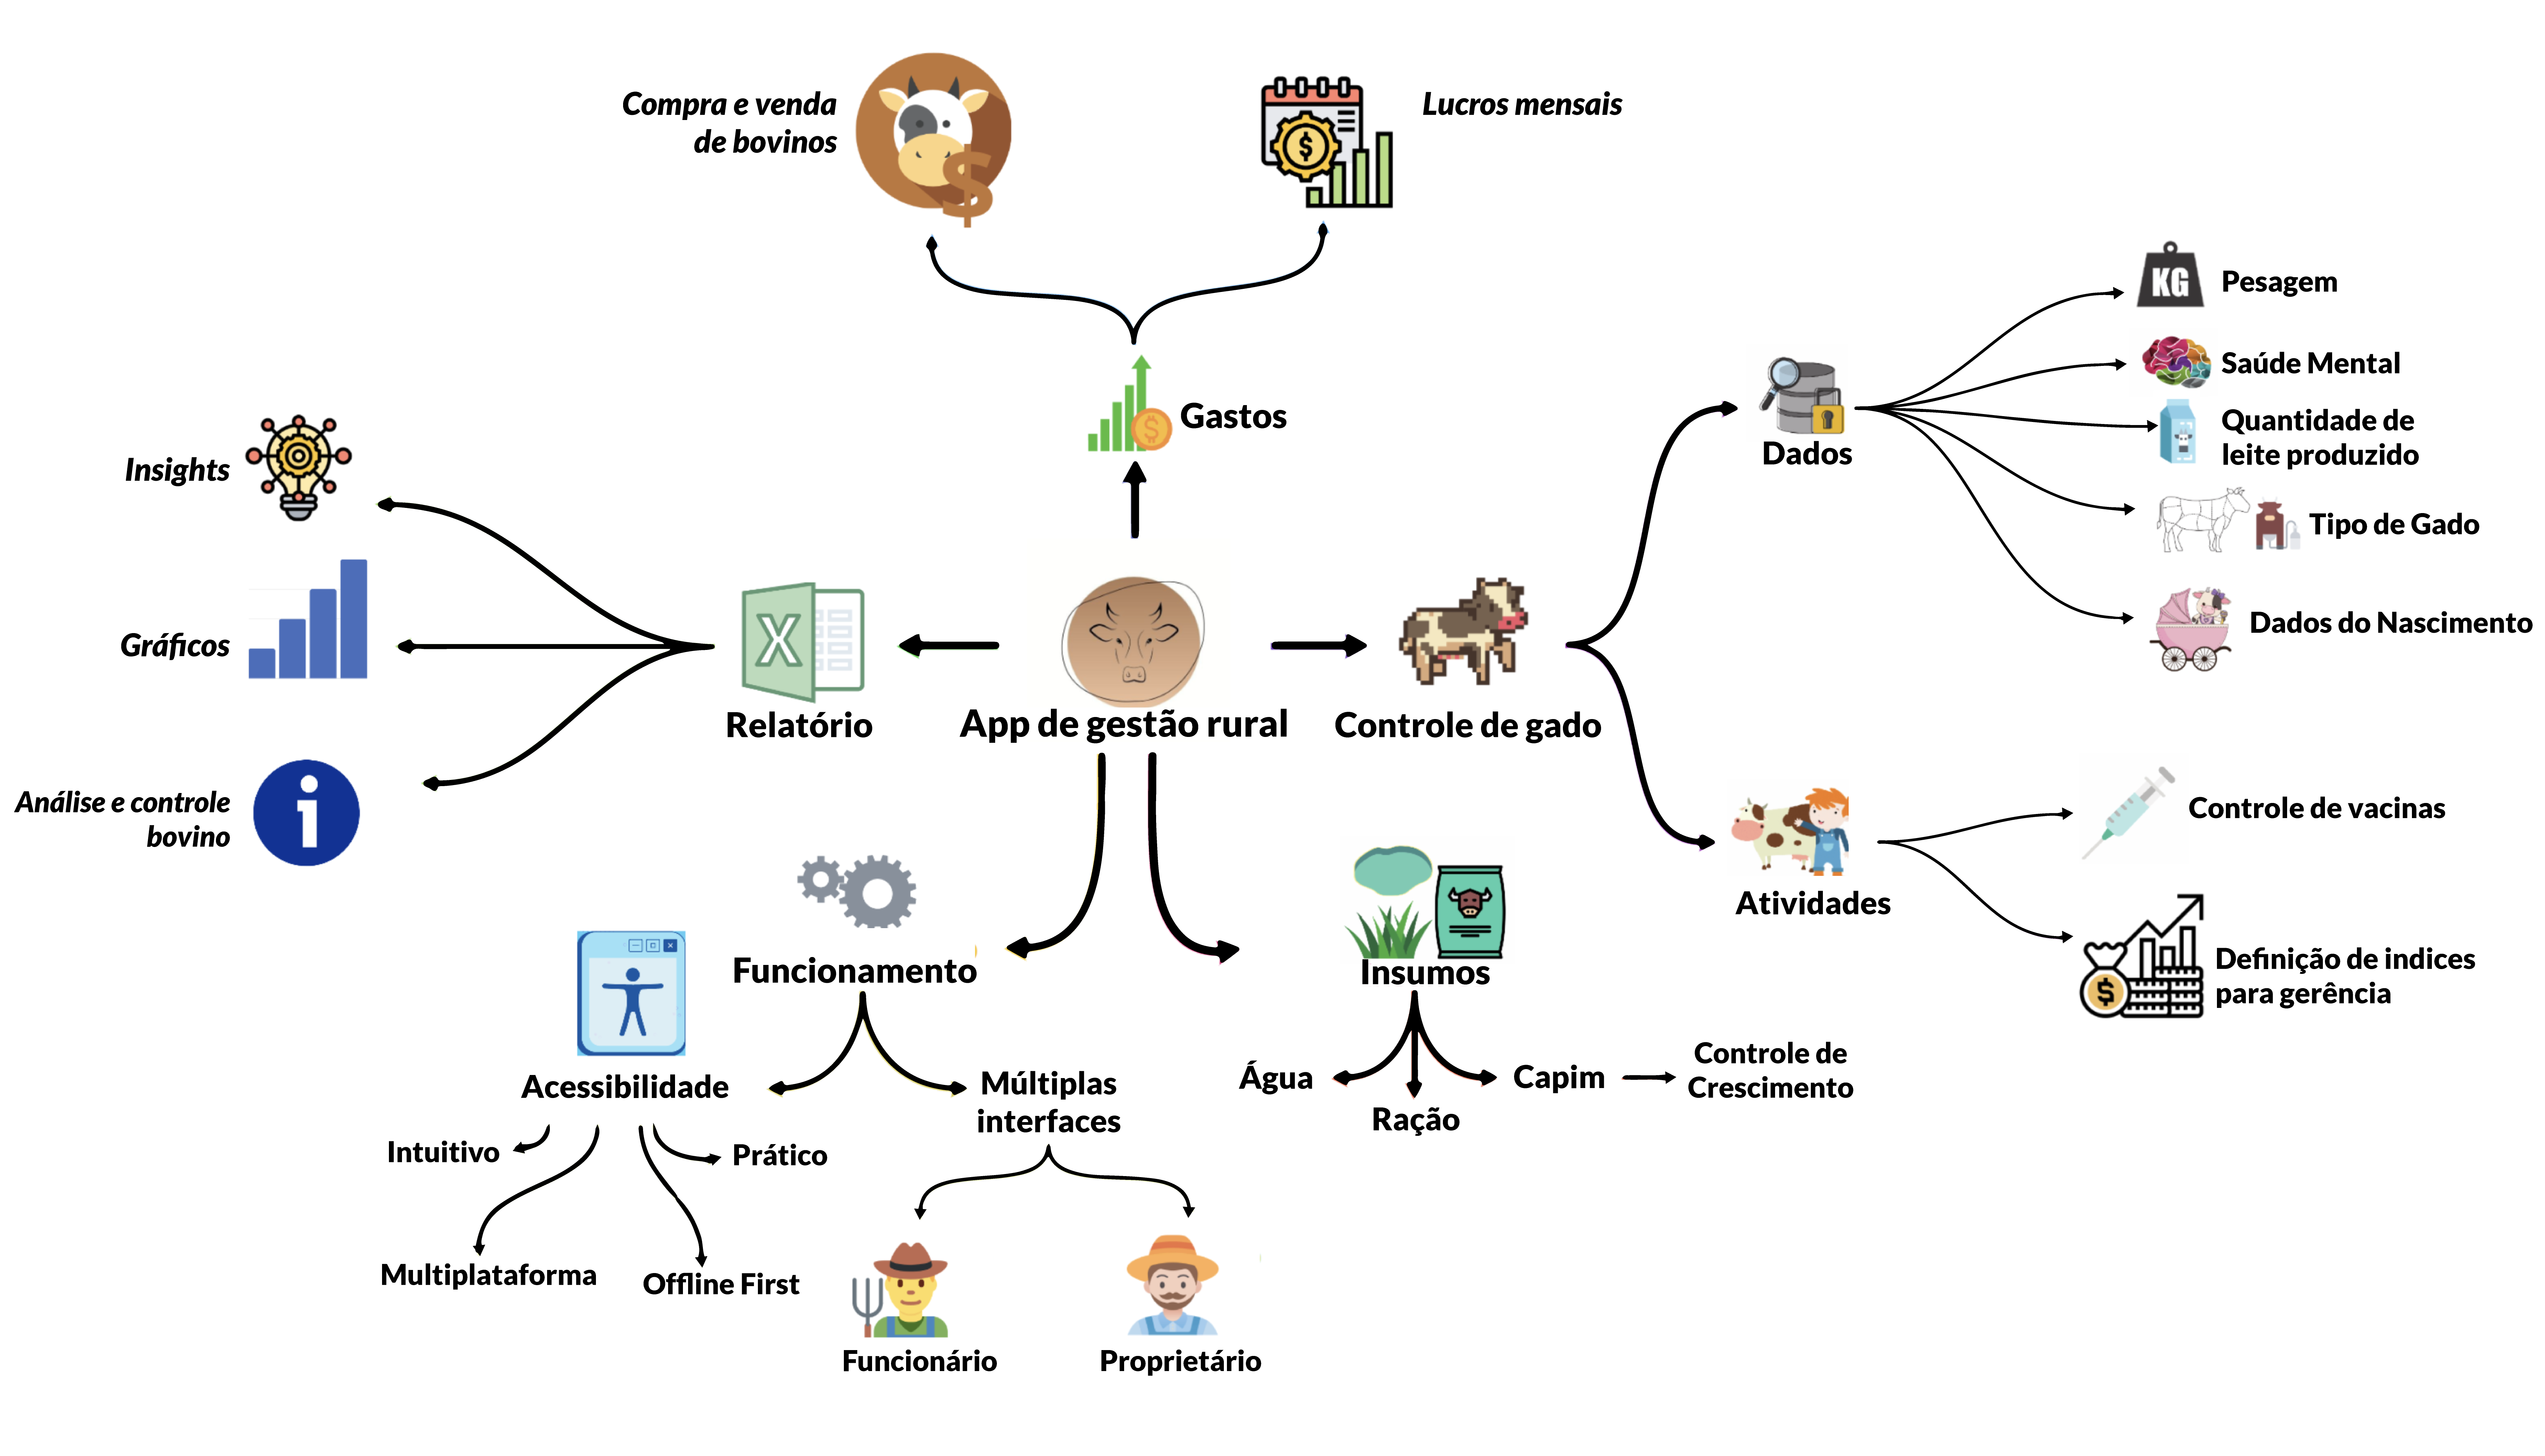 Compra e venda
de bovinos
Lucros mensais
Gastos
Insights
Gráficos
Análise e controle
bovino
Relatório
App de gestão rural
Controle de gado
Dados
KG
Pesagem
Saúde Mental
Quantidade de
leite produzido
Tipo de Gado
Dados do Nascimento
Atividades
Controle de vacinas
Definição de indices
para gerência
Funcionamento
Acessibilidade
Intuitivo
Prático
Multiplataforma
Offline First
Múltiplas
interfaces
Funcionário
Proprietário
Insumos
Água
Ração
Capim
Controle de
Crescimento